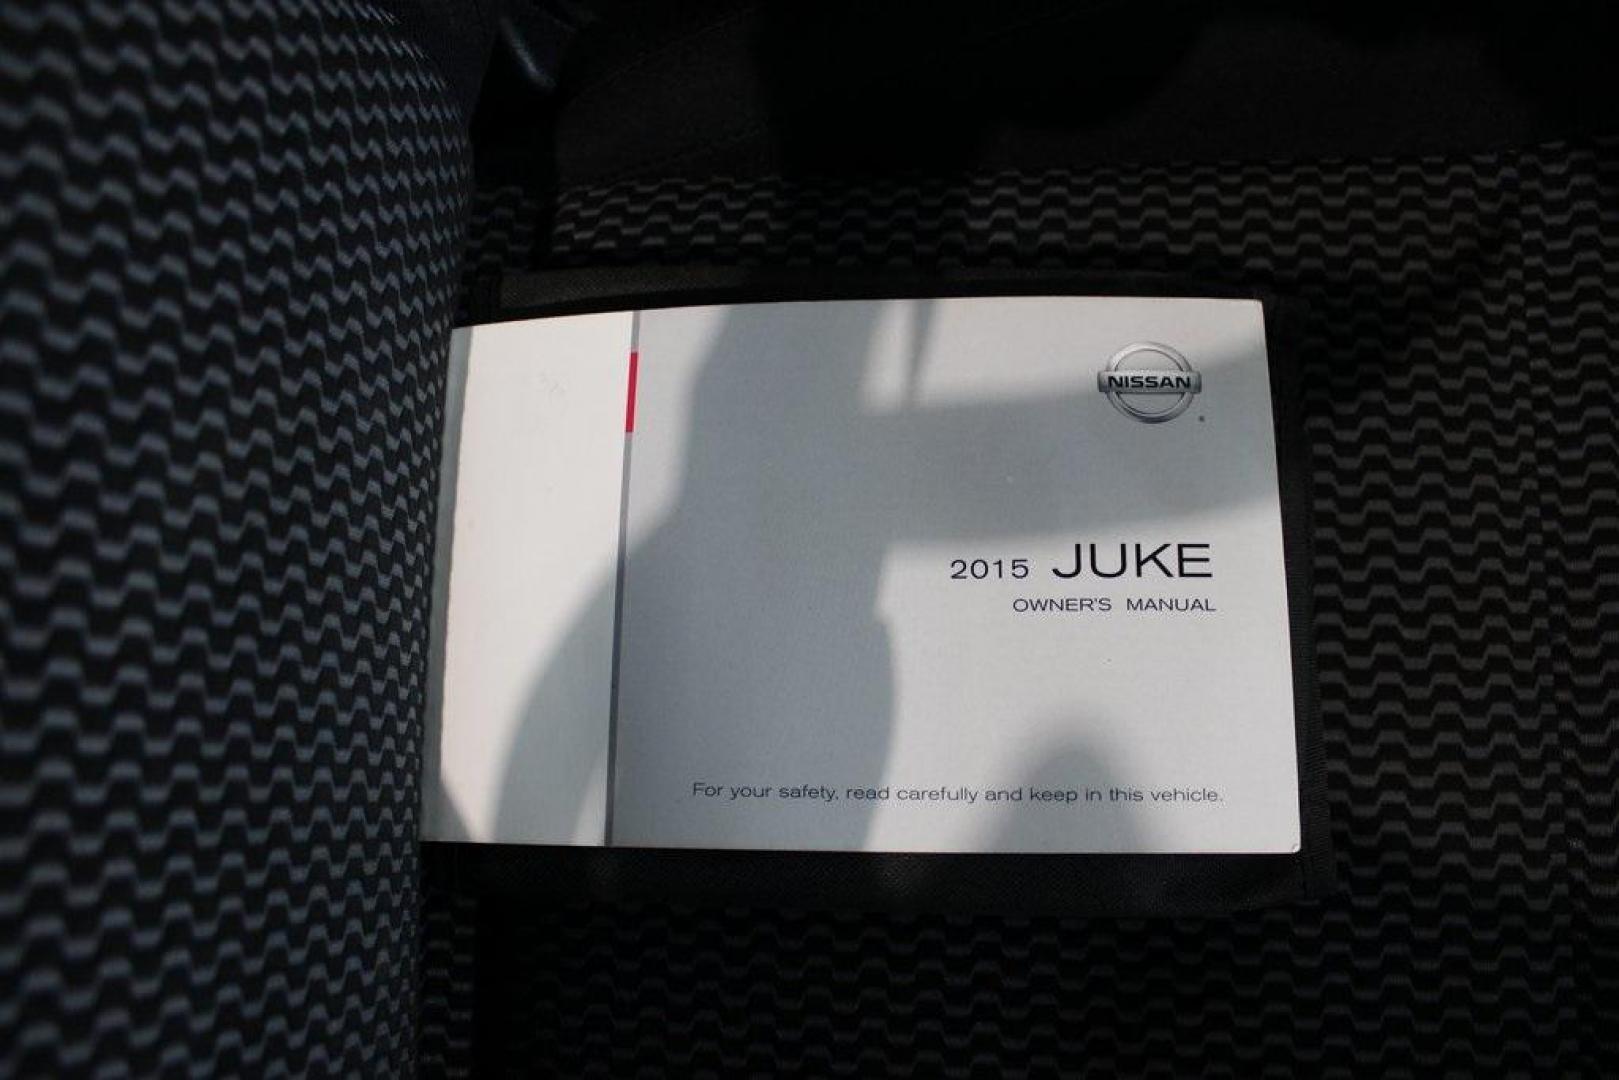 NISSAN
2015 JUKE
OWNER'S MANUAL
For your safety, read carefully and keep in this vehicle.